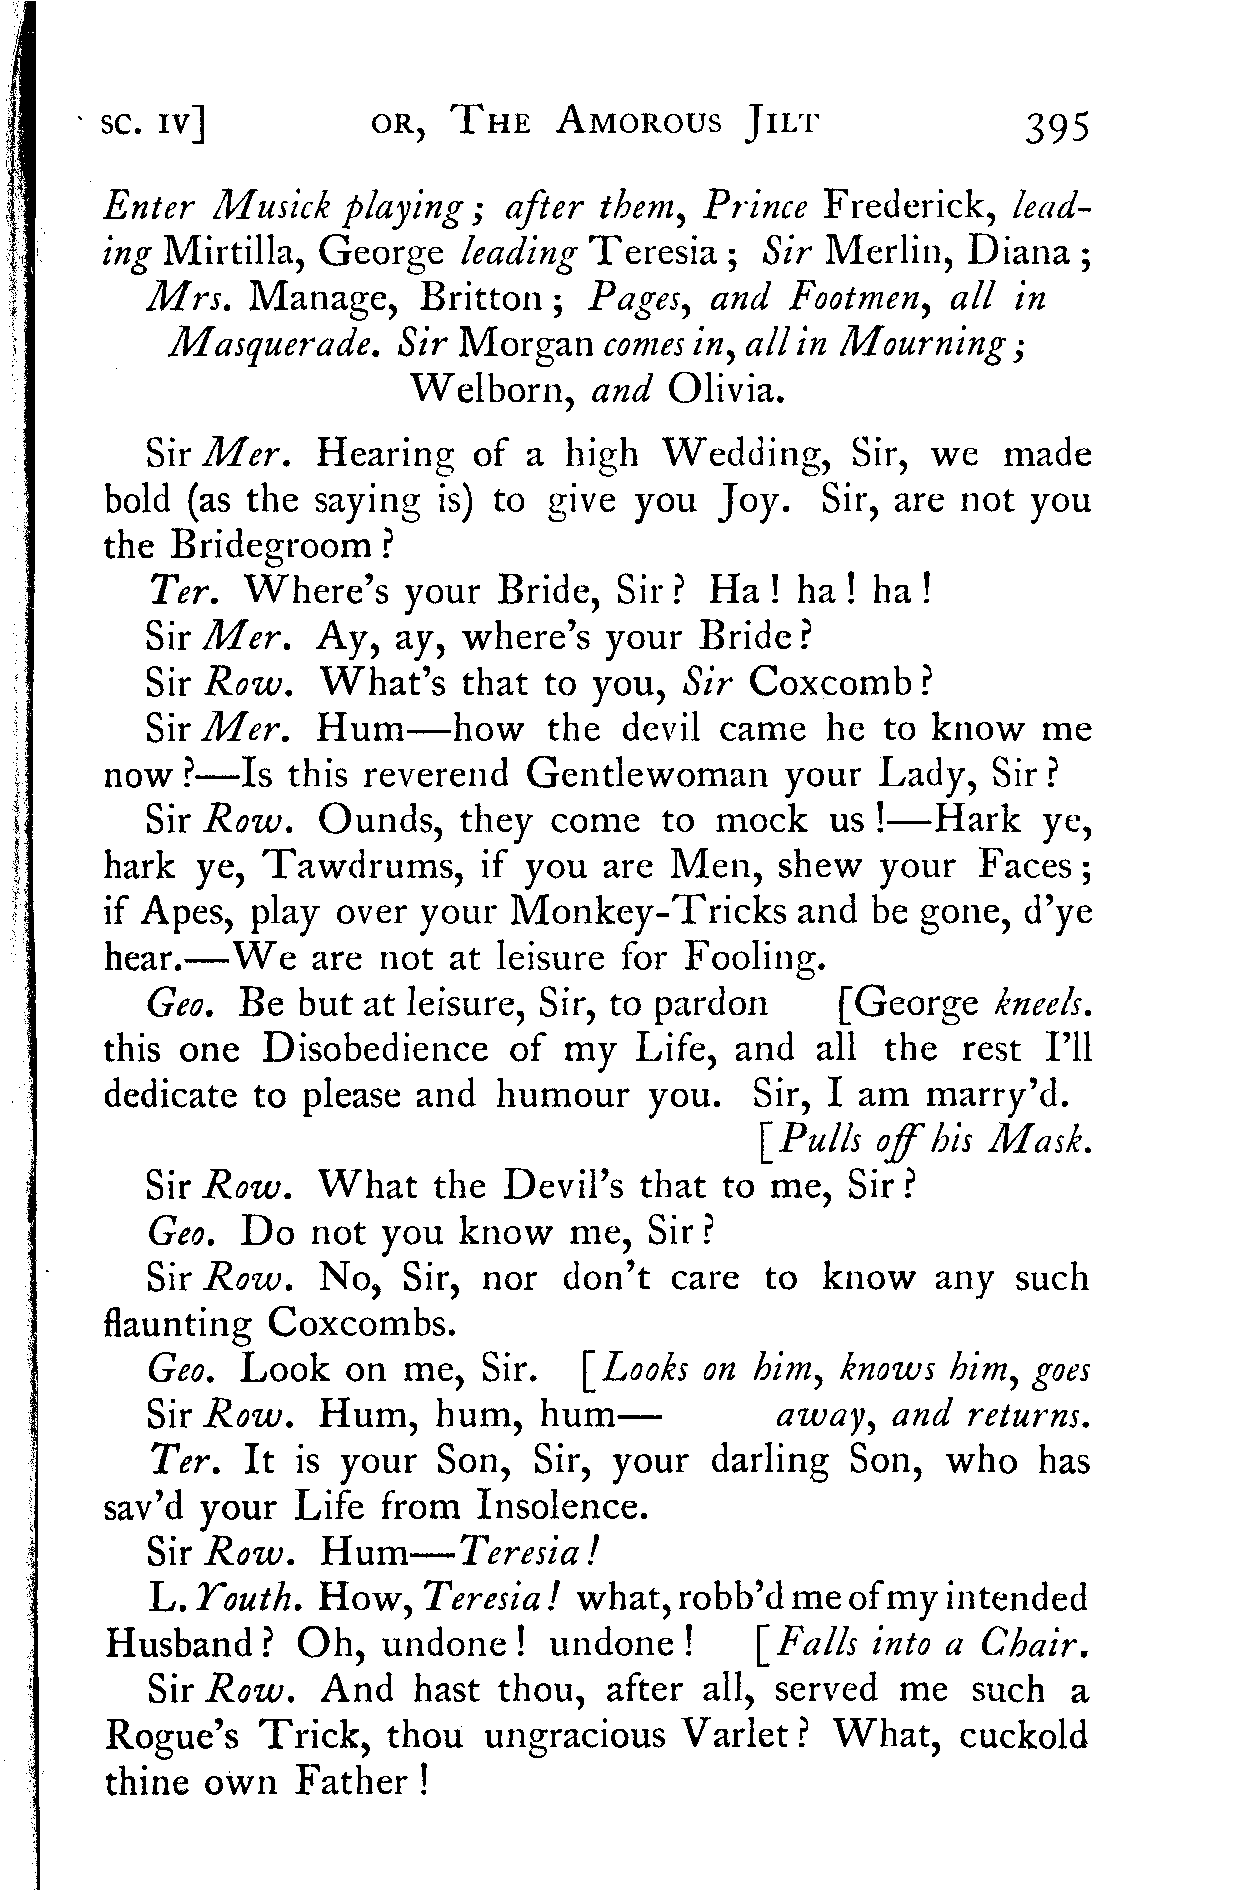 SC. IV] OR, THE AMOROUS JILT 395
Enter Musick playing; after them, Prince Frederick, lead-
ing Mirtilla, George leading Teresia; Sir Merlin, Diana;
Mrs. Manage, Britton; Pages, and Footmen, all in
Masquerade. Sir Morgan comes in, all in Mourning;
Welborn, and Olivia.
Sir Mer. Hearing of a high Wedding, Sir, we made
bold (as the saying is) to give you Joy. Sir, are not you
the Bridegroom?
Ter. Where's your Bride, Sir? Ha! ha! ha!
Sir Mer. Ay, ay, where's your Bride?
Sir Row. What's that to you, Sir Coxcomb?
Sir Mer. Hum—how the devil came he to know me
now?—Is this reverend Gentlewoman your Lady, Sir?
Sir Row. Ounds, they come to mock us!—Hark ye,
hark ye, Tawdrums, if you are Men, shew your Faces;
if Apes, play over your Monkey-Tricks and be gone, d'ye
hear.—We are not at leisure for Fooling.
Geo. Be but at leisure, Sir, to pardon [George kneels.
this one Disobedience of my Life, and all the rest I'll
dedicate to please and humour you. Sir, I am marry'd.
[Pulls off his Mask.
Sir Row. What the Devil's that to me, Sir?
Geo. Do not you know me, Sir?
Sir Row. No, Sir, nor don't care to know any such
flaunting Coxcombs.
Geo. Look on me, Sir. [Looks on him, knows him, goes
Sir Row. Hum, hum, hum— away, and returns.
Ter. It is your Son, Sir, your darling Son, who has
sav'd your Life from Insolence.
Sir Row. Hum—Teresia!
L. Youth. How, Teresia! what, robb'd me of my intended
Husband? Oh, undone! undone! [Falls into a Chair.
Sir Row. And hast thou, after all, served me such a
Rogue's Trick, thou ungracious Varlet? What, cuckold
thine own Father!